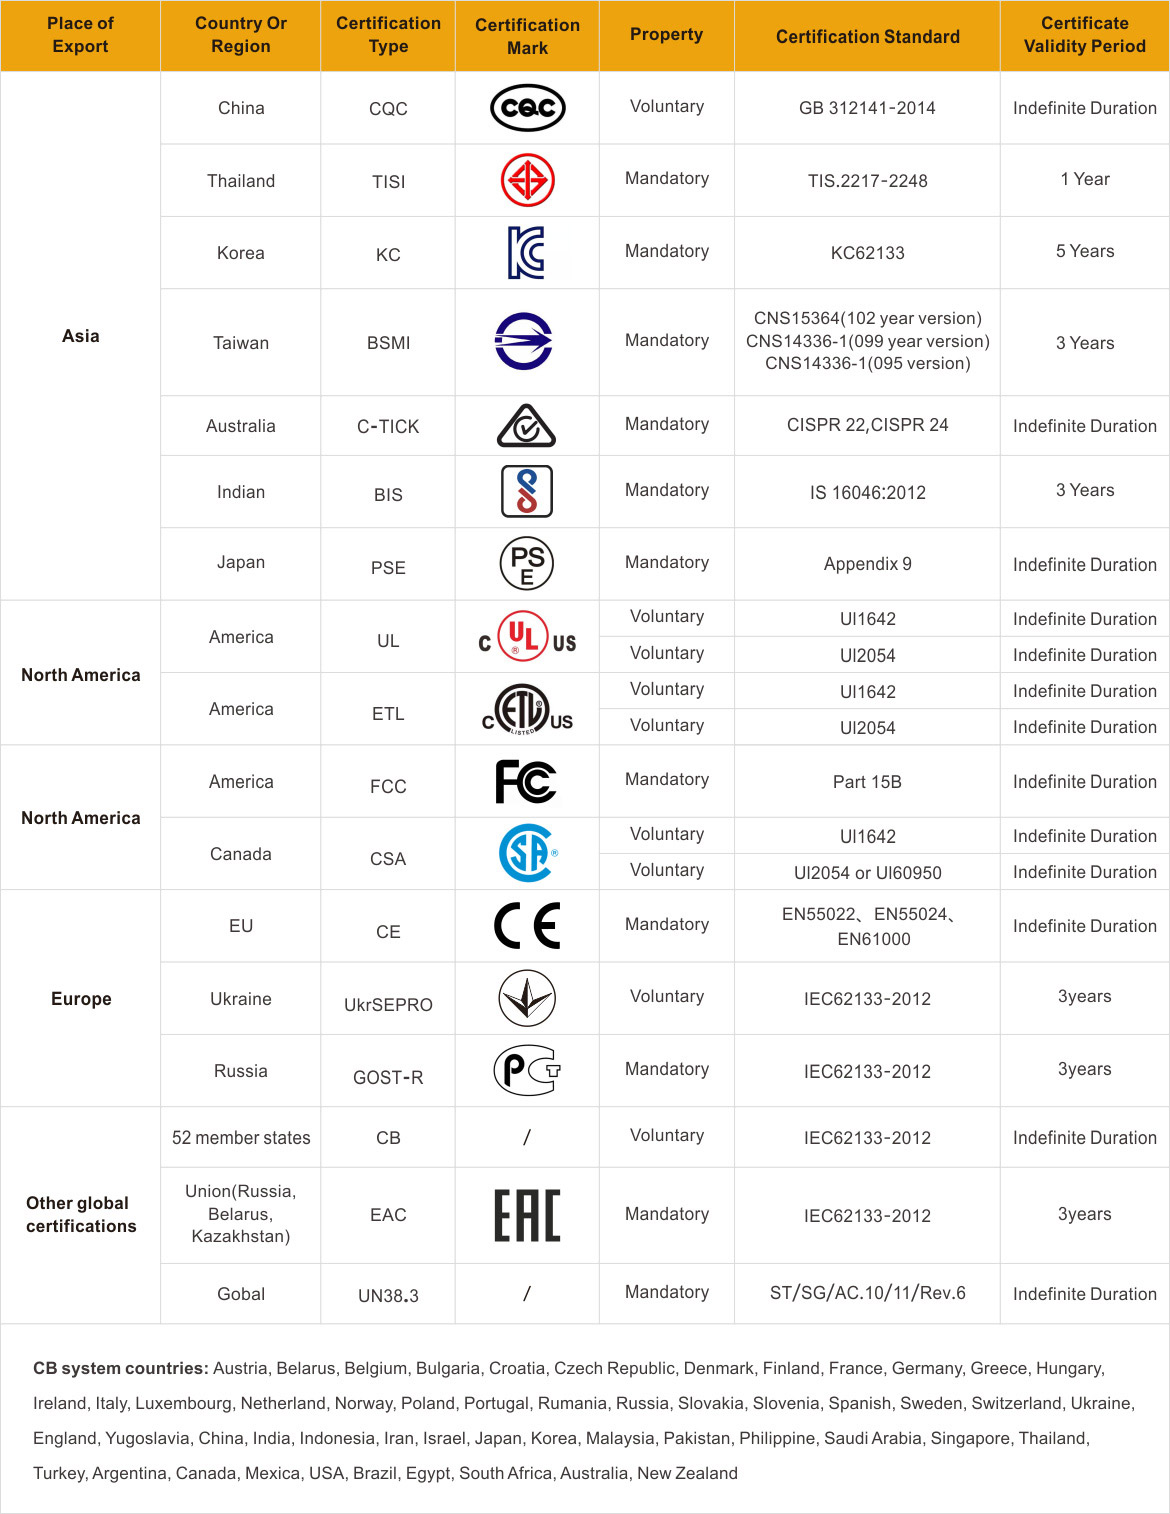 Place of Export
Country Or Region
Certification Type
Certification Mark
Property
Certification Standard
Certificate Validity Period
Asia
China
CQC
CQC
Voluntary
GB 312141-2014
Indefinite Duration
Thailand
TISI
Mandatory
TIS.2217-2248
1 Year
Korea
KC
KC
Mandatory
KC62133
5 Years
Taiwan
BSMI
Mandatory
CNS15364(102 year version)
CNS14336-1(099 year version)
CNS14336-1(095 version)
3 Years
Australia
C-TICK
Mandatory
CISPR 22,CISPR 24
Indefinite Duration
Indian
BIS
Mandatory
IS 16046:2012
3 Years
Japan
PSE
PS
E
Mandatory
Appendix 9
Indefinite Duration
North America
America
UL
C UL ® US
Voluntary
Ul1642
Indefinite Duration
Voluntary
Ul2054
Indefinite Duration
America
ETL
C ETL ® US
LISTED
Voluntary
Ul1642
Indefinite Duration
Voluntary
Ul2054
Indefinite Duration
North America
America
FCC
FCC
Mandatory
Part 15B
Indefinite Duration
Canada
CSA
CSA ®
Voluntary
Ul1642
Indefinite Duration
Voluntary
Ul2054 or Ul60950
Indefinite Duration
Europe
EU
CE
CE
Mandatory
EN55022、EN55024、
EN61000
Indefinite Duration
Ukraine
UkrSEPRO
Voluntary
IEC62133-2012
3years
Russia
GOST-R
PCT
Mandatory
IEC62133-2012
3years
Other global
certifications
52 member states
CB
/
Voluntary
IEC62133-2012
Indefinite Duration
Union(Russia,
Belarus,
Kazakhstan)
EAC
EAC
Mandatory
IEC62133-2012
3years
Gobal
UN38.3
/
Mandatory
ST/SG/AC.10/11/Rev.6
Indefinite Duration
CB system countries: Austria, Belarus, Belgium, Bulgaria, Croatia, Czech Republic, Denmark, Finland, France, Germany, Greece, Hungary,
Ireland, Italy, Luxembourg, Netherland, Norway, Poland, Portugal, Rumania, Russia, Slovakia, Slovenia, Spanish, Sweden, Switzerland, Ukraine,
England, Yugoslavia, China, India, Indonesia, Iran, Israel, Japan, Korea, Malaysia, Pakistan, Philippine, Saudi Arabia, Singapore, Thailand,
Turkey, Argentina, Canada, Mexica, USA, Brazil, Egypt, South Africa, Australia, New Zealand